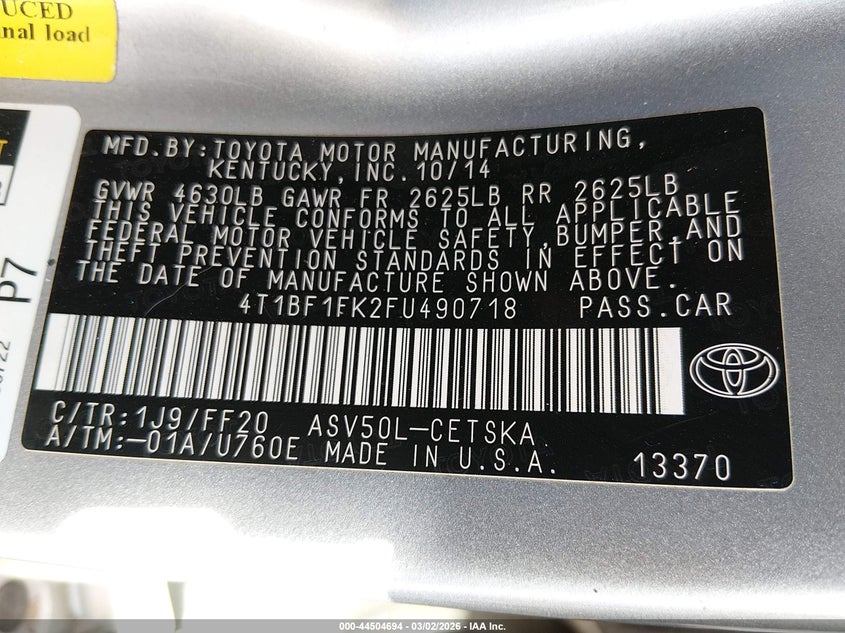 UCED
nal load
P7
MFD.BY:TOYOTA MOTOR MANUFACTURING,
KENTUCKY,INC.10/14
GVWR 4630LB GAWR FR 2625LB RR 2625LB
THIS VEHICLE CONFORMS TO ALL APPLICABLE
FEDERAL MOTOR VEHICLE SAFETY,BUMPER,AND
THEFT PREVENTION STANDARDS IN EFFECT ON
THE DATE OF MANUFACTURE SHOWN ABOVE.
4T1BF1FK2FU490718 PASS.CAR
C/TR:1J9/FF20 ASV50L-CETSKA
A/TM:-01A/U760E MADE IN U.S.A. 13370
000-44504694 - 03/02/2026 - IAA Inc.